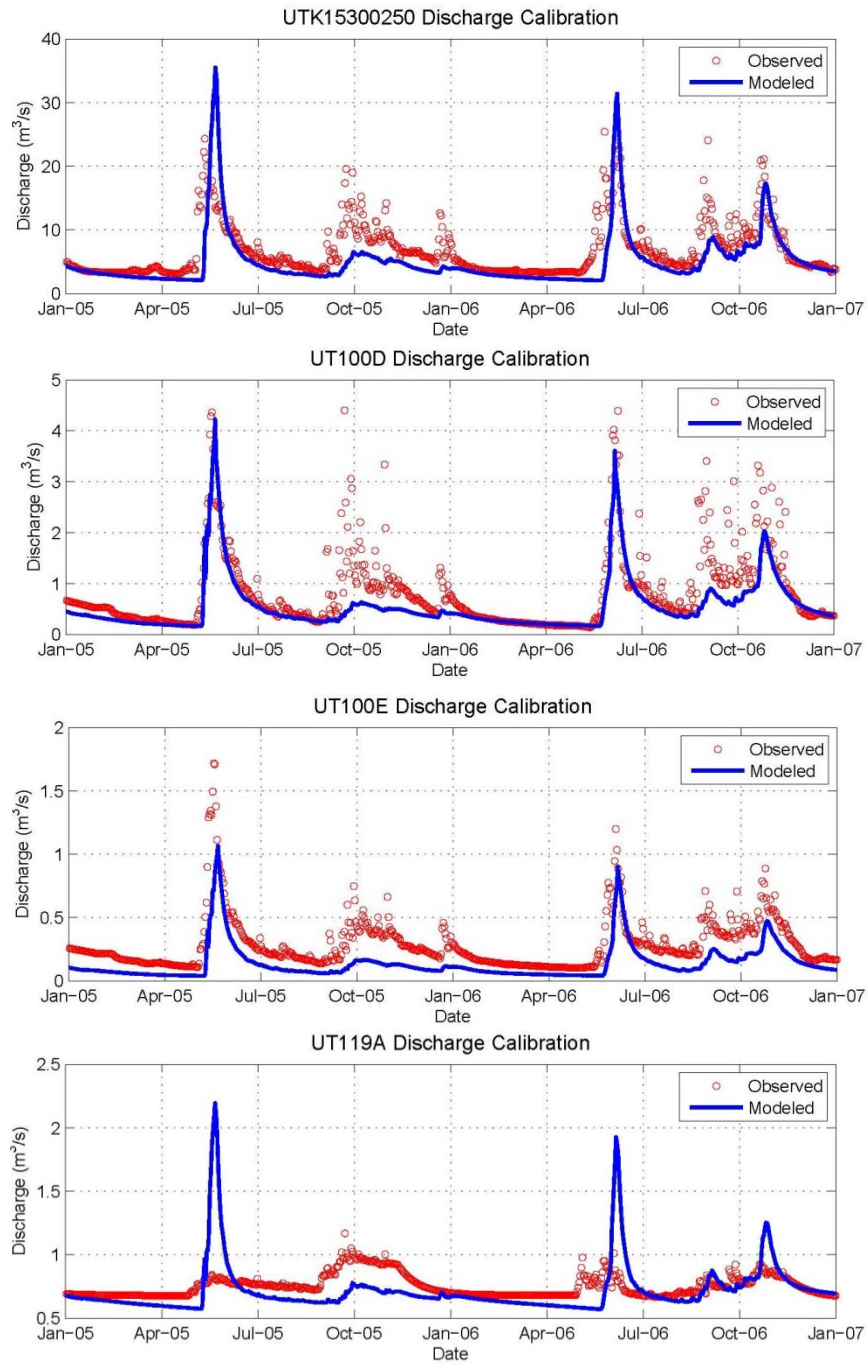 UTK15300250 Discharge Calibration
40
30
20
10
0
Discharge (m³/s)
Observed
Modeled
Jan−05 Apr−05 Jul−05 Oct−05 Jan−06 Apr−06 Jul−06 Oct−06 Jan−07
Date
UT100D Discharge Calibration
5
4
3
2
1
0
Discharge (m³/s)
Observed
Modeled
Jan−05 Apr−05 Jul−05 Oct−05 Jan−06 Apr−06 Jul−06 Oct−06 Jan−07
Date
UT100E Discharge Calibration
2
1.5
1
0.5
0
Discharge (m³/s)
Observed
Modeled
Jan−05 Apr−05 Jul−05 Oct−05 Jan−06 Apr−06 Jul−06 Oct−06 Jan−07
Date
UT119A Discharge Calibration
2.5
2
1.5
1
0.5
Discharge (m³/s)
Observed
Modeled
Jan−05 Apr−05 Jul−05 Oct−05 Jan−06 Apr−06 Jul−06 Oct−06 Jan−07
Date